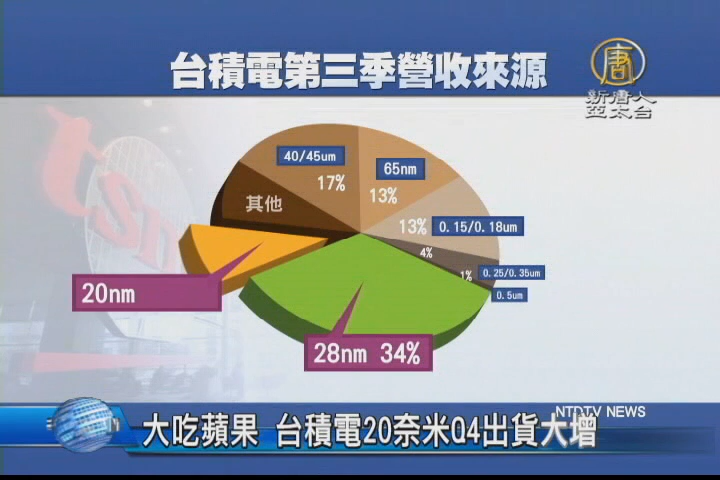 台積電第三季營收來源
唐
新唐人
亞太台
40/45um
17%
65nm
13%
其他
13%
0.15/0.18um
4%
1%
0.25/0.35um
0.5um
20nm
28nm 34%
NTDTV NEWS
大吃蘋果 台積電20奈米Q4出貨大增